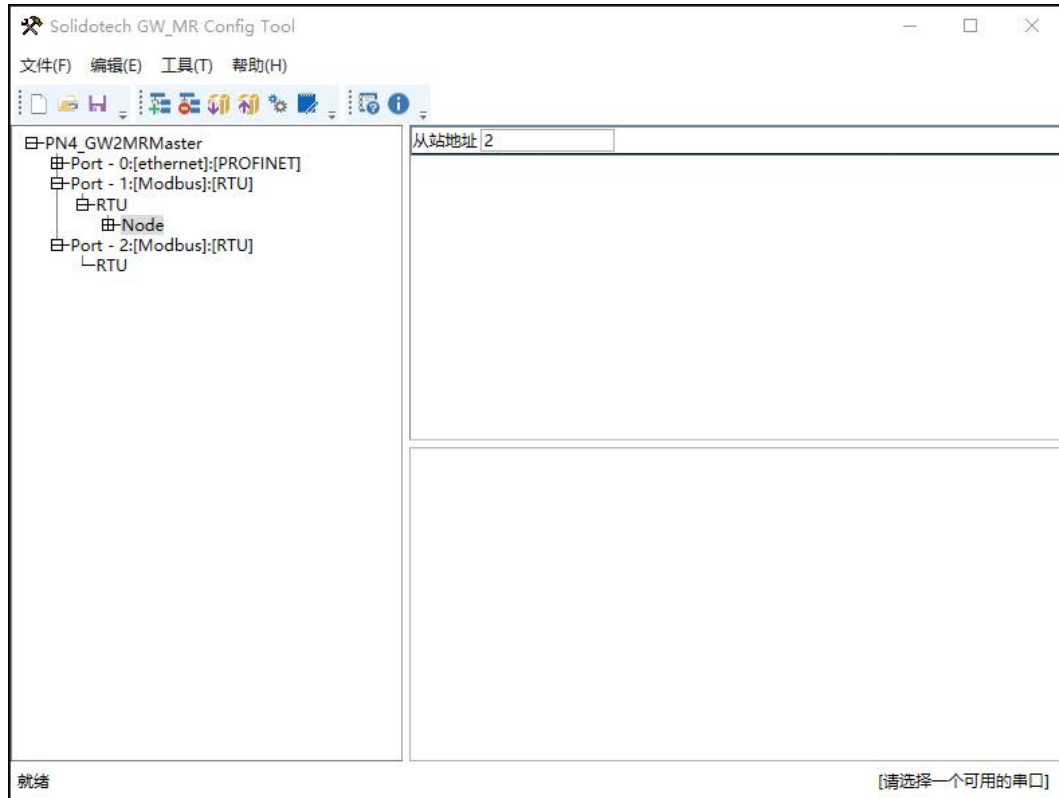 Solidotech GW_MR Config Tool
文件(F) 编辑(E) 工具(T) 帮助(H)
PN4_GW2MRMaster
Port - 0:[ethernet]:[PROFINET]
Port - 1:[Modbus]:[RTU]
RTU
Node
Port - 2:[Modbus]:[RTU]
RTU
从站地址 2
就绪
[请选择一个可用的串口]